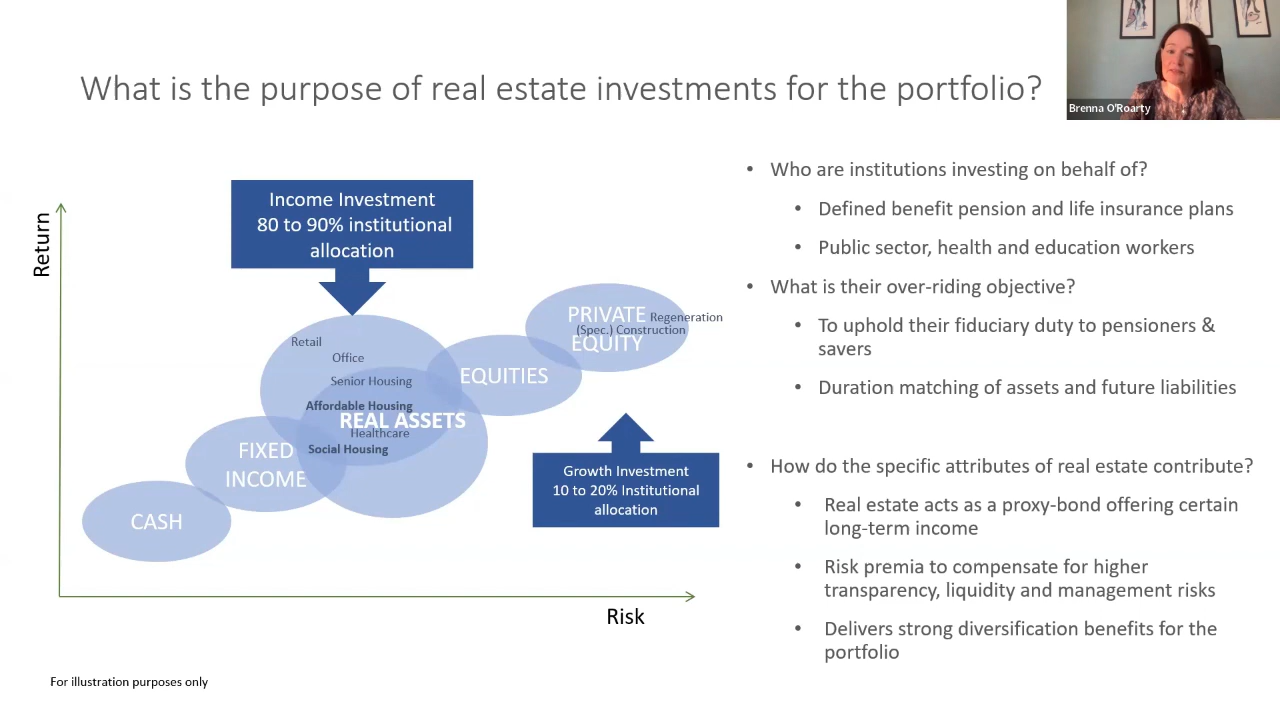 What is the purpose of real estate investments for the portfolio?
Brenna O'Roarty
Return
Income Investment
80 to 90% institutional
allocation
Retail
Office
Senior Housing
Affordable Housing
REAL ASSETS
Healthcare
Social Housing
FIXED
INCOME
CASH
EQUITIES
PRIVATE
EQUITY
Regeneration
(Spec.) Construction
Growth Investment
10 to 20% Institutional
allocation
Risk
For illustration purposes only
• Who are institutions investing on behalf of?
• Defined benefit pension and life insurance plans
• Public sector, health and education workers
• What is their over-riding objective?
• To uphold their fiduciary duty to pensioners &
savers
• Duration matching of assets and future liabilities
• How do the specific attributes of real estate contribute?
• Real estate acts as a proxy-bond offering certain
long-term income
• Risk premia to compensate for higher
transparency, liquidity and management risks
• Delivers strong diversification benefits for the
portfolio